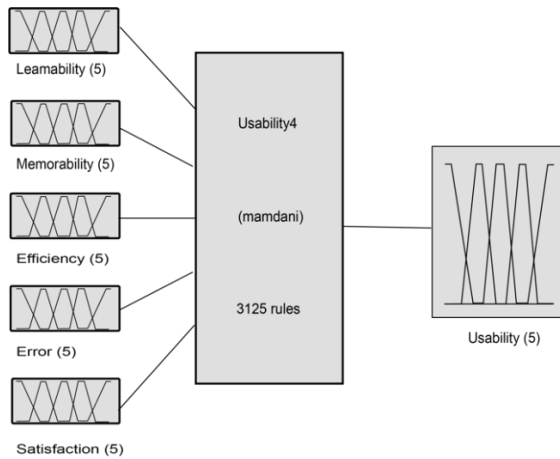 Leamability (5)
Memorability (5)
Efficiency (5)
Error (5)
Satisfaction (5)
Usability4
(mamdani)
3125 rules
Usability (5)